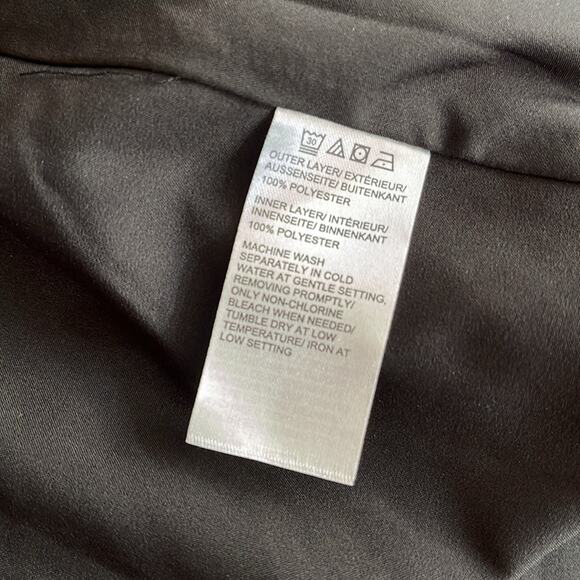 30
OUTER LAYER/ EXTÉRIEUR/
AUSSENSEITE/ BUITENKANT
100% POLYESTER
INNER LAYER/ INTÉRIEUR/
INNENSEITE/ BINNENKANT
100% POLYESTER
MACHINE WASH
SEPARATELY IN COLD
WATER AT GENTLE SETTING,
REMOVING PROMPTLY/
ONLY NON-CHLORINE
BLEACH WHEN NEEDED/
TUMBLE DRY AT LOW
TEMPERATURE/ IRON AT
LOW SETTING